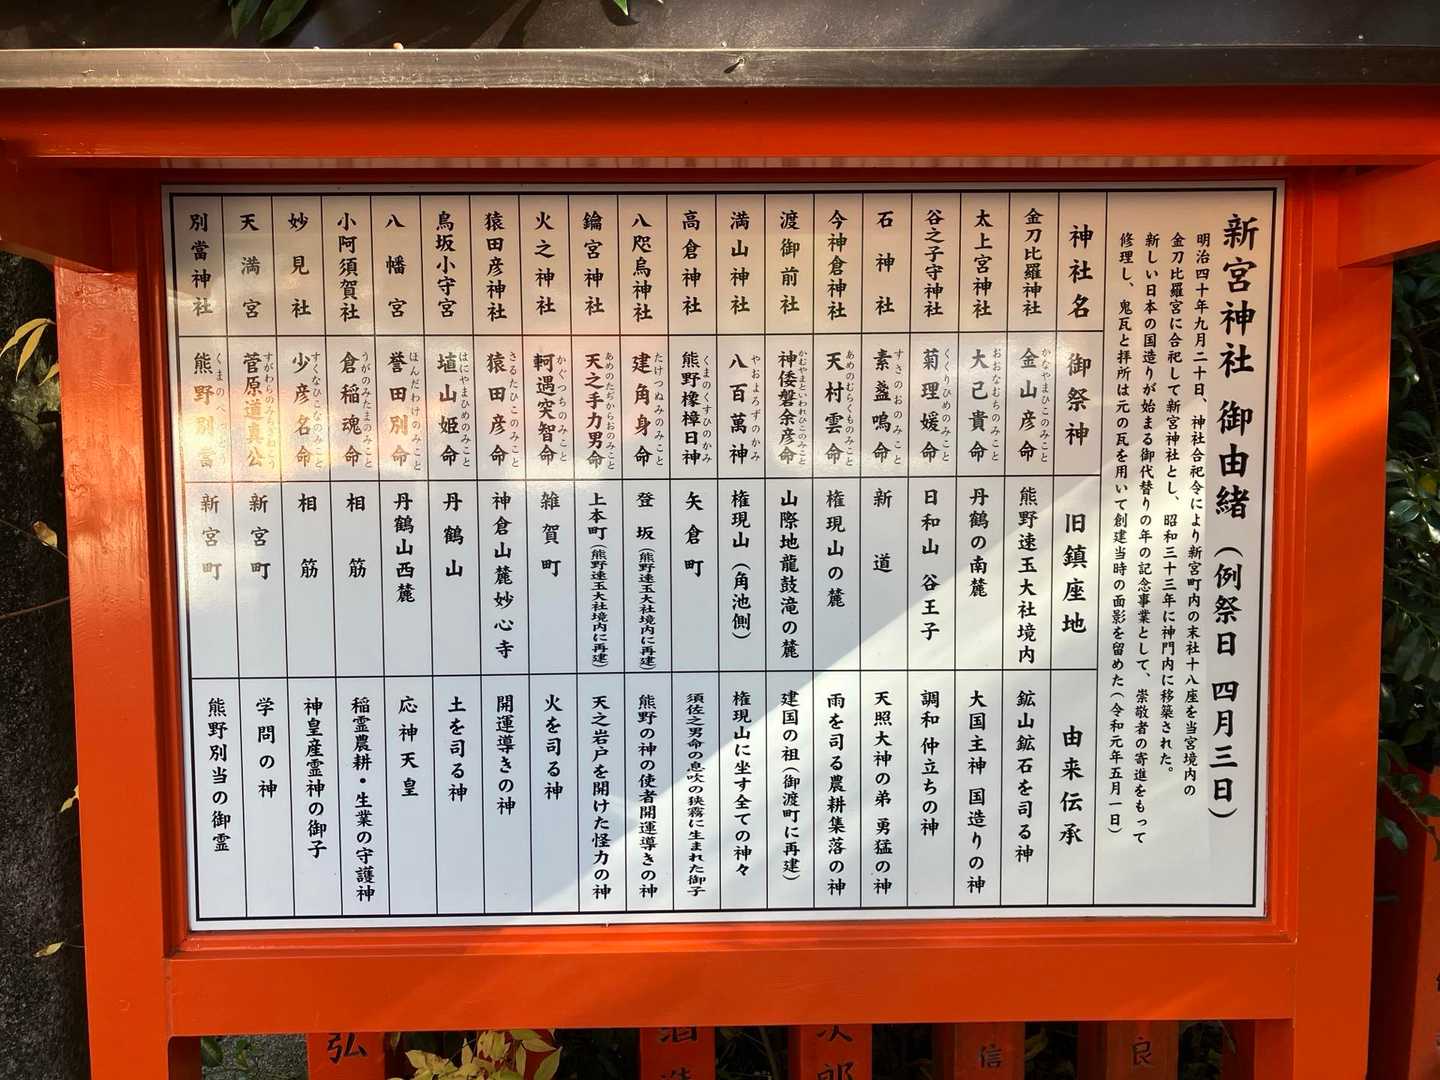 新宮神社 御由緒（例祭日 四月三日）
明治四十年九月二十日、神社合祀令により新宮町内の末社十八座を当宮境内の
金刀比羅宮に合祀して新宮神社とし、昭和三十三年に神門内に移築された。
新しい日本の国造りが始まる御代替りの年の記念事業として、崇敬者の寄進をもって
修理し、鬼瓦と拝所は元の瓦を用いて創建当時の面影を留めた（令和元年五月一日）
神社名 御祭神 旧鎮座地 由来伝承
金刀比羅神社 金山彦命 かなやまひこのみこと 熊野速玉大社境内 鉱山鉱石を司る神
太上宮神社 大己貴命 おおなむちのみこと 丹鶴の南麓 大国主神 国造りの神
谷之子守神社 菊理媛命 くくりひめのみこと 日和山 谷王子 調和 仲立ちの神
石神社 素盞鳴命 すさのおのみこと 新道 天照大神の弟 勇猛の神
今神倉神社 天村雲命 あめのむらくものみこと 権現山の麓 雨を司る農耕集落の神
渡御前社 神倭磐余彦命 かむやまといわれひこのみこと 山際地龍鼓滝の麓 建国の祖（御渡町に再建）
満山神社 八百萬神 やおよろずのかみ 権現山（角池側） 権現山に坐す全ての神々
高倉神社 熊野櫲樟日神 くまのくすひのかみ 矢倉町 須佐之男命の息吹の狭霧に生まれた御子
八咫烏神社 建角身命 たけつぬみのみこと 登坂（熊野速玉大社境内に再建） 熊野の神の使者開運導きの神
鑰宮神社 天之手力男命 あめのたぢからおのみこと 上本町（熊野速玉大社境内に再建） 天之岩戸を開けた怪力の神
火之神社 軻遇突智命 かぐつちのみこと 雑賀町 火を司る神
猿田彦神社 猿田彦命 さるたひこのみこと 神倉山麓妙心寺 開運導きの神
鳥坂小守宮 埴山姫命 はにやまひめのみこと 丹鶴山 土を司る神
八幡宮 誉田別命 ほんだわけのみこと 丹鶴山西麓 応神天皇
小阿須賀社 倉稲魂命 うがのみたまのみこと 相筋 稲霊農耕・生業の守護神
妙見社 少彦名命 すくなひこなのみこと 相筋 神皇産霊神の御子
天満宮 菅原道真公 すがわらのみちざねこう 新宮町 学問の神
別當神社 熊野別當 くまのべっとう 新宮町 熊野別当の御霊
弘
酒造
次郎
信
良